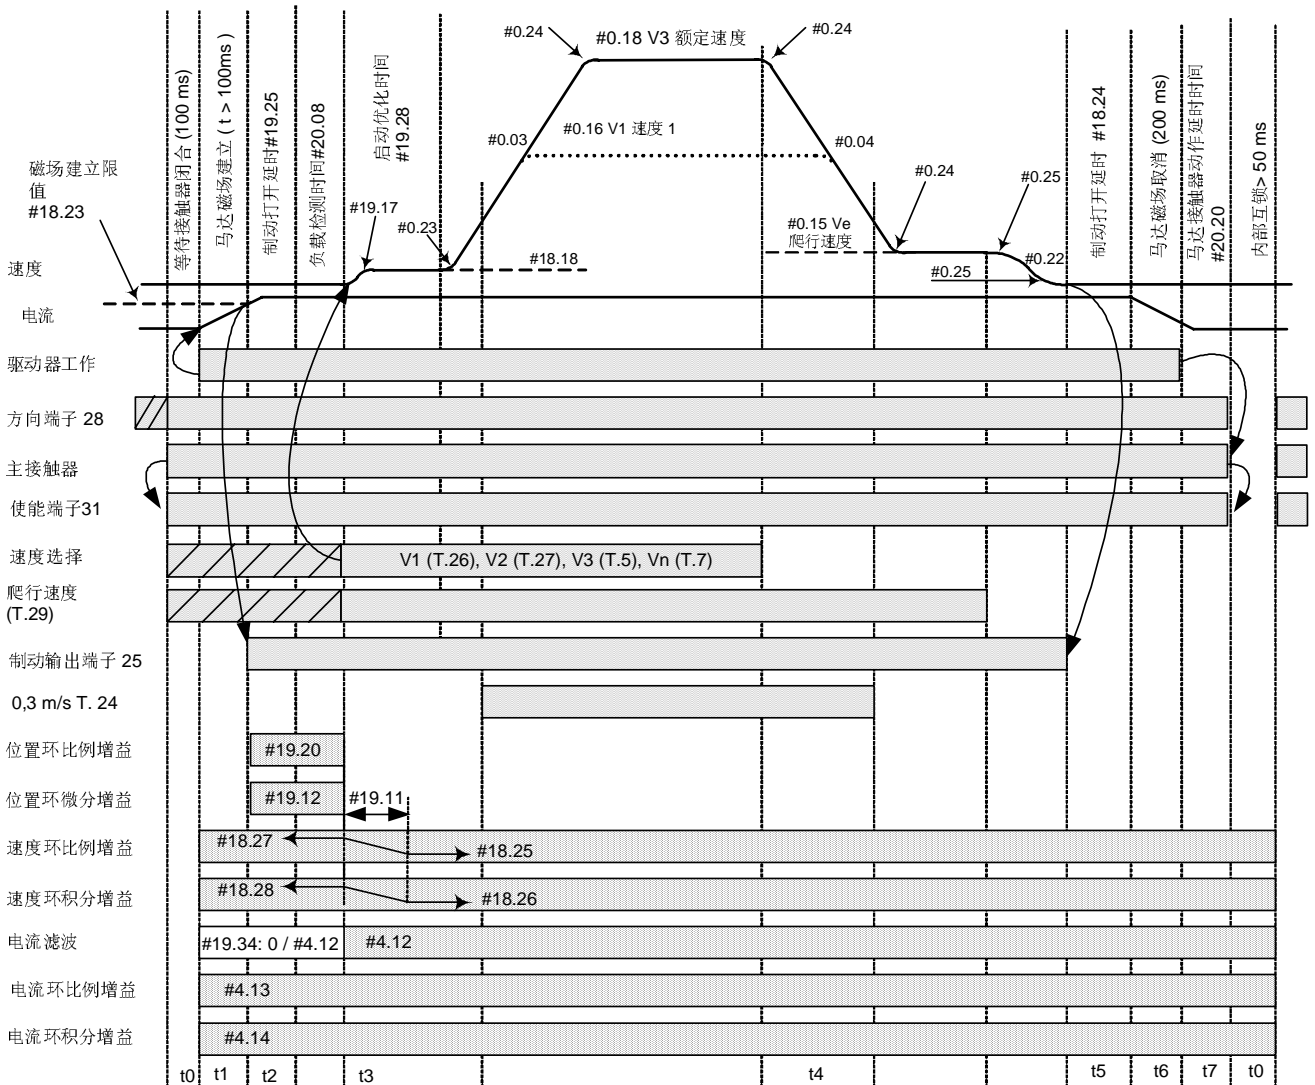 等待接触器闭合 (100 ms)
马达磁场建立 ( t > 100ms )
制动打开延时#19.25
负载检测时间#20.08
启动优化时间
#19.28
#0.24
#0.18 V3 额定速度
#0.24
#0.03
#0.16 V1 速度 1
#0.04
制动打开延时 #18.24
马达磁场取消 (200 ms)
马达接触器动作延时时间
#20.20
内部互锁> 50 ms
磁场建立限
值
#18.23
#19.17
#0.23
#18.18
#0.24
#0.25
#0.15 Ve
爬行速度
#0.25
#0.22
速度
电流
驱动器工作
方向端子 28
主接触器
使能端子31
速度选择
V1 (T.26), V2 (T.27), V3 (T.5), Vn (T.7)
爬行速度
(T.29)
制动输出端子 25
0,3 m/s T. 24
位置环比例增益
#19.20
位置环微分增益
#19.12
#19.11
速度环比例增益
#18.27
#18.25
速度环积分增益
#18.28
#18.26
电流滤波
#19.34: 0 / #4.12
#4.12
电流环比例增益
#4.13
电流环积分增益
#4.14
t0
t1
t2
t3
t4
t5
t6
t7
t0